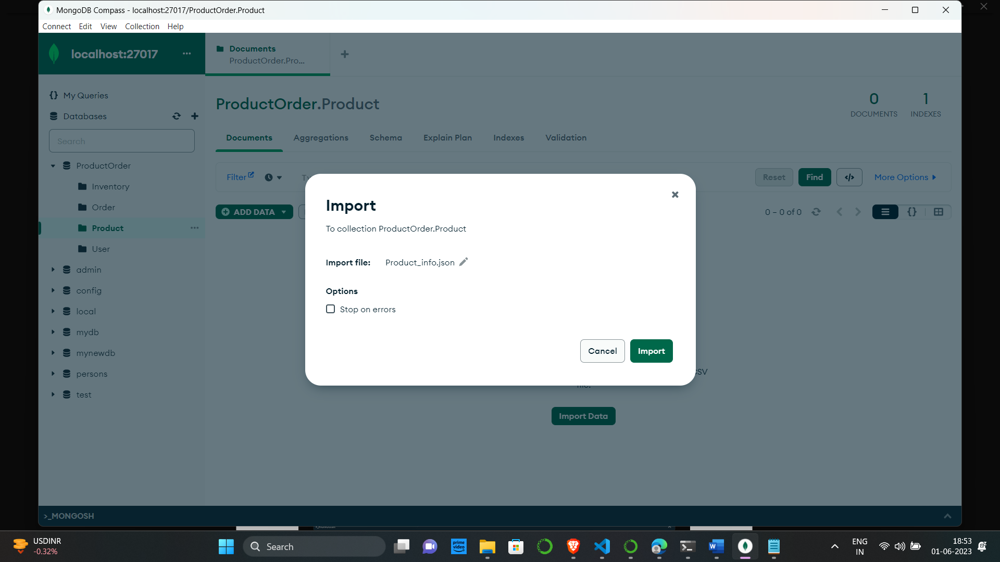 MongoDB Compass - localhost:27017/ProductOrder.Product
Connect Edit View Collection Help
localhost:27017
Documents
ProductOrder.Pro...
My Queries
Databases
Search
ProductOrder
Inventory
Order
Product
User
admin
config
local
mydb
mynewdb
persons
test
ProductOrder.Product
0
DOCUMENTS
1
INDEXES
Documents Aggregations Schema Explain Plan Indexes Validation
Filter
Reset
Find
</>
More Options
ADD DATA
0 – 0 of 0
{}
Import
To collection ProductOrder.Product
Import file: Product_info.json
Options
Stop on errors
Cancel
Import
Import Data
>_MONGOSH
USDINR
-0.32%
Search
prime
video
ENG
IN
18:53
01-06-2023